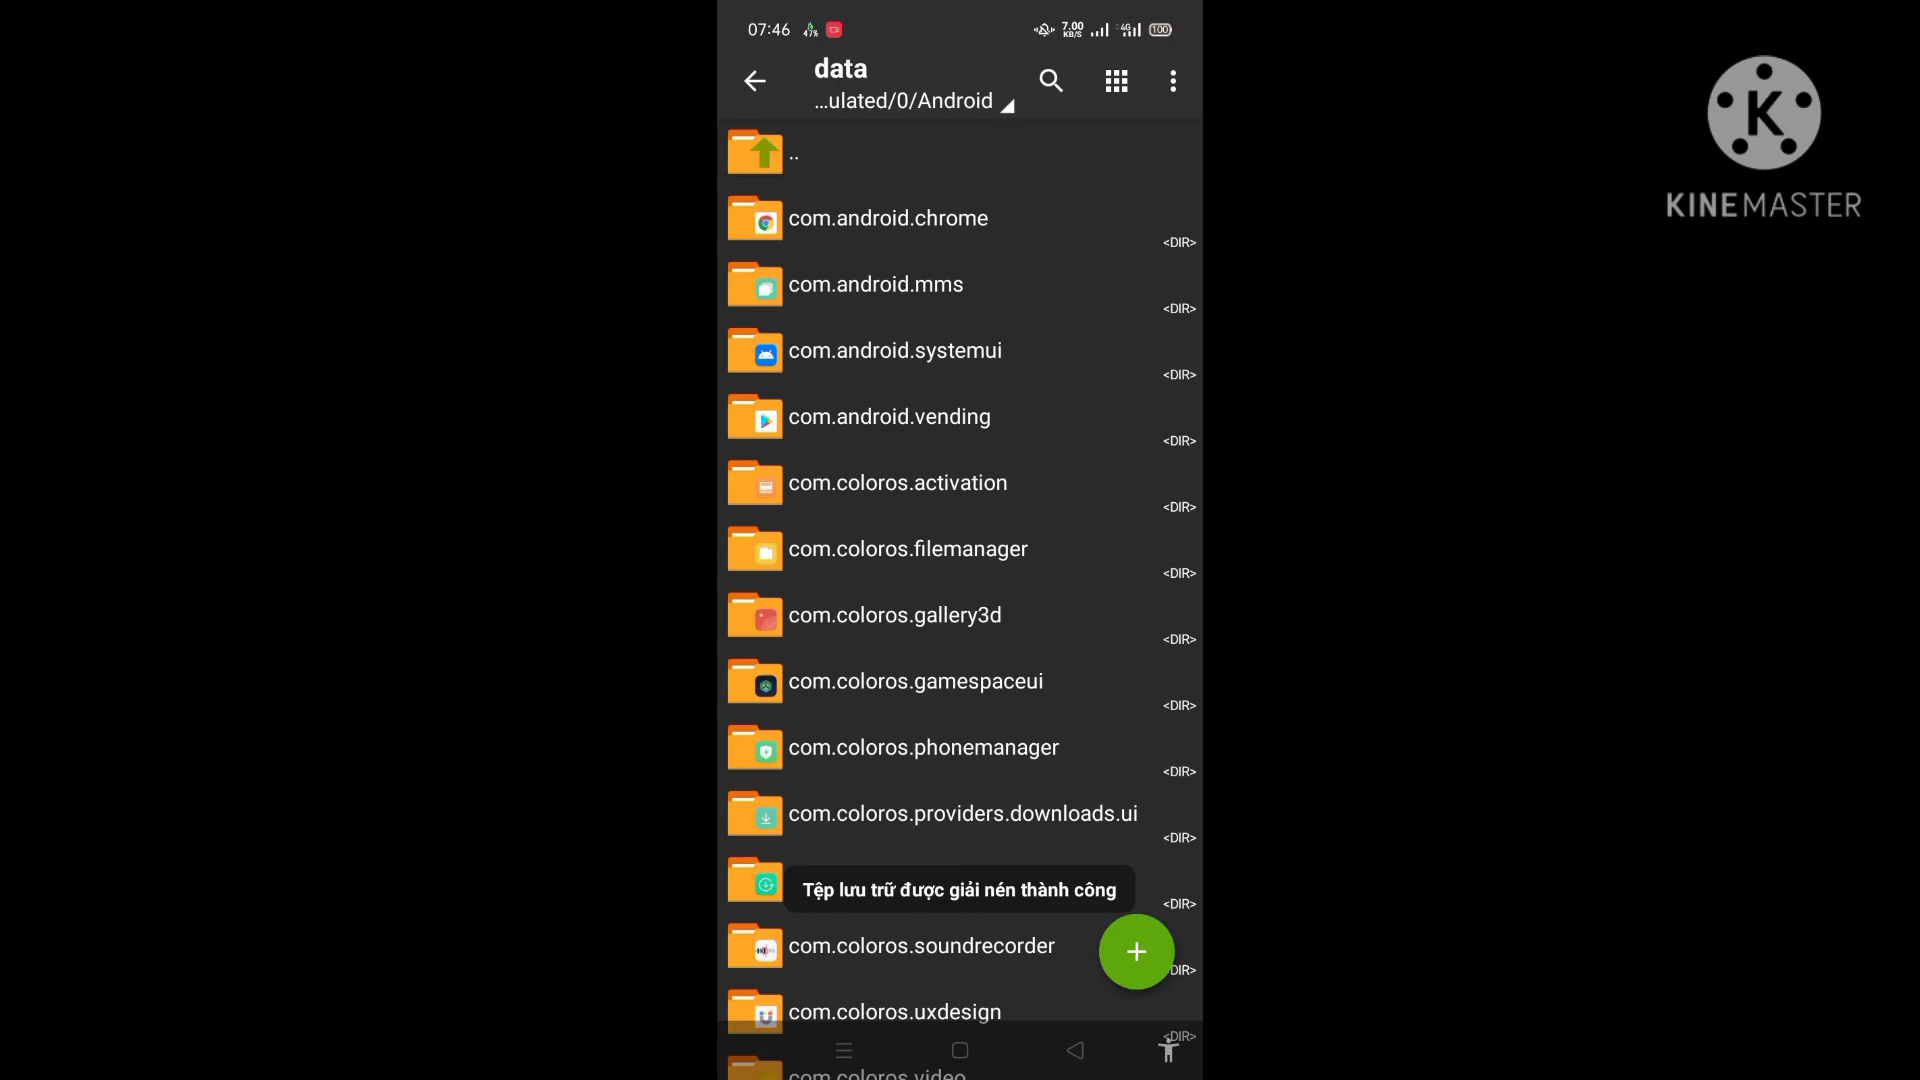 07:46 47% 7.00 KB/S 4G 100
data
...ulated/0/Android
..
com.android.chrome
<DIR>
com.android.mms
<DIR>
com.android.systemui
<DIR>
com.android.vending
<DIR>
com.coloros.activation
<DIR>
com.coloros.filemanager
<DIR>
com.coloros.gallery3d
<DIR>
com.coloros.gamespaceui
<DIR>
com.coloros.phonemanager
<DIR>
com.coloros.providers.downloads.ui
<DIR>
Tệp lưu trữ được giải nén thành công
<DIR>
com.coloros.soundrecorder
DIR>
com.coloros.uxdesign
<DIR>
com.coloros.video
K
KINEMASTER